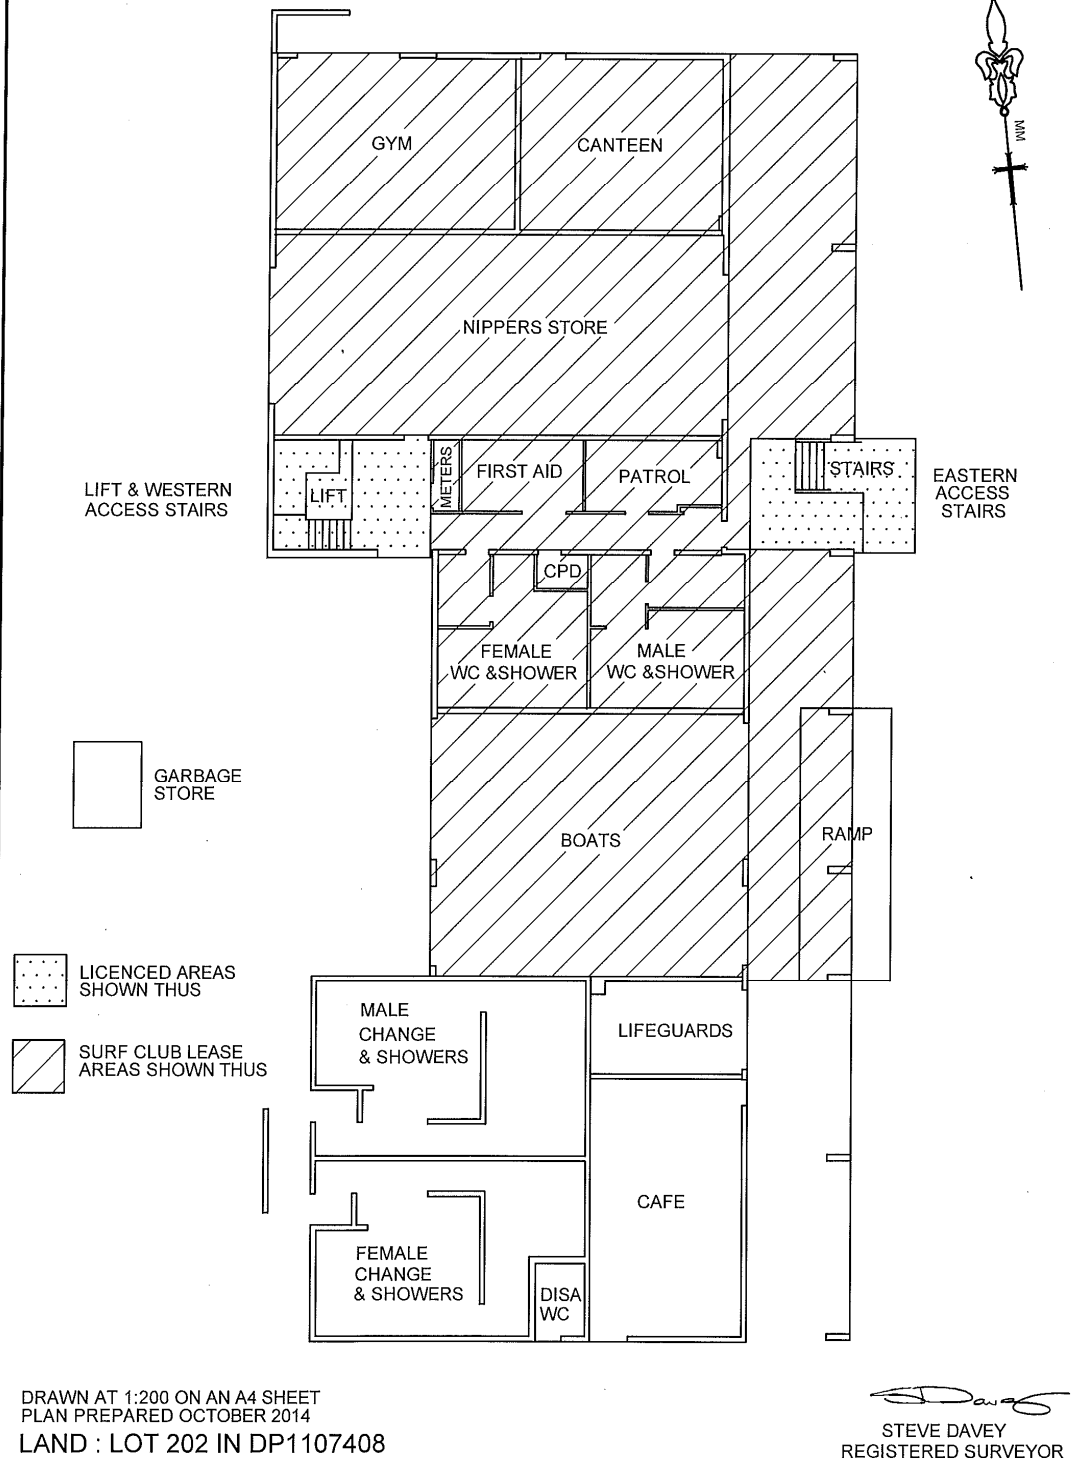 MM
GYM
CANTEEN
NIPPERS STORE
LIFT & WESTERN
ACCESS STAIRS
LIFT
METERS
FIRST AID
PATROL
STAIRS
EASTERN
ACCESS
STAIRS
CPD
FEMALE
WC &SHOWER
MALE
WC &SHOWER
GARBAGE
STORE
BOATS
RAMP
LICENCED AREAS
SHOWN THUS
SURF CLUB LEASE
AREAS SHOWN THUS
MALE
CHANGE
& SHOWERS
LIFEGUARDS
CAFE
FEMALE
CHANGE
& SHOWERS
DISA
WC
DRAWN AT 1:200 ON AN A4 SHEET
PLAN PREPARED OCTOBER 2014
LAND : LOT 202 IN DP1107408
SDavey
STEVE DAVEY
REGISTERED SURVEYOR